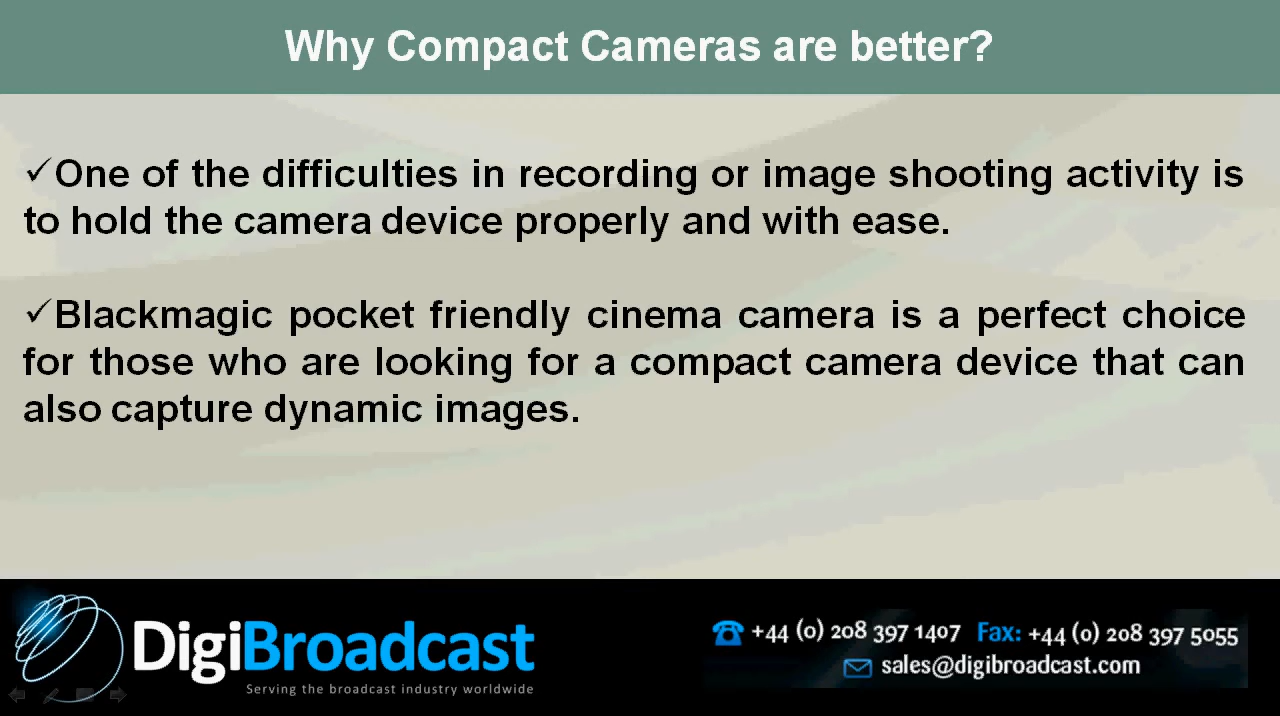 Why Compact Cameras are better?
✓One of the difficulties in recording or image shooting activity is
to hold the camera device properly and with ease.
✓Blackmagic pocket friendly cinema camera is a perfect choice
for those who are looking for a compact camera device that can
also capture dynamic images.
DigiBroadcast
Serving the broadcast industry worldwide
+44 (0) 208 397 1407 Fax: +44 (0) 208 397 5055
sales@digibroadcast.com